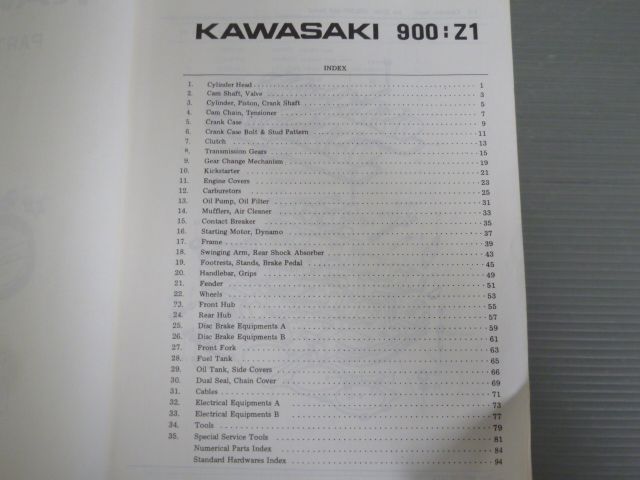 KAWASAKI 900:Z1
INDEX
1. Cylinder Head 1
2. Cam Shaft, Valve 3
3. Cylinder, Piston, Crank Shaft 5
4. Cam Chain, Tensioner 7
5. Crank Case 9
6. Crank Case Bolt & Stud Pattern 11
7. Clutch 13
8. Transmission Gears 15
9. Gear Change Mechanism 19
10. Kickstarter 21
11. Engine Covers 23
12. Carburetors 25
13. Oil Pump, Oil Filter 31
14. Mufflers, Air Cleaner 33
15. Contact Breaker 35
16. Starting Motor, Dynamo 37
17. Frame 39
18. Swinging Arm, Rear Shock Absorber 43
19. Footrests, Stands, Brake Pedal 45
20. Handlebar, Grips 49
21. Fender 51
22. Wheels 53
23. Front Hub 55
24. Rear Hub 57
25. Disc Brake Equipments A 59
26. Disc Brake Equipments B 61
27. Front Fork 63
28. Fuel Tank 65
29. Oil Tank, Side Covers 66
30. Dual Seal, Chain Cover 69
31. Cables 71
32. Electrical Equipments A 73
33. Electrical Equipments B 77
34. Tools 79
35. Special Service Tools 81
Numerical Parts Index 84
Standard Hardwares Index 94